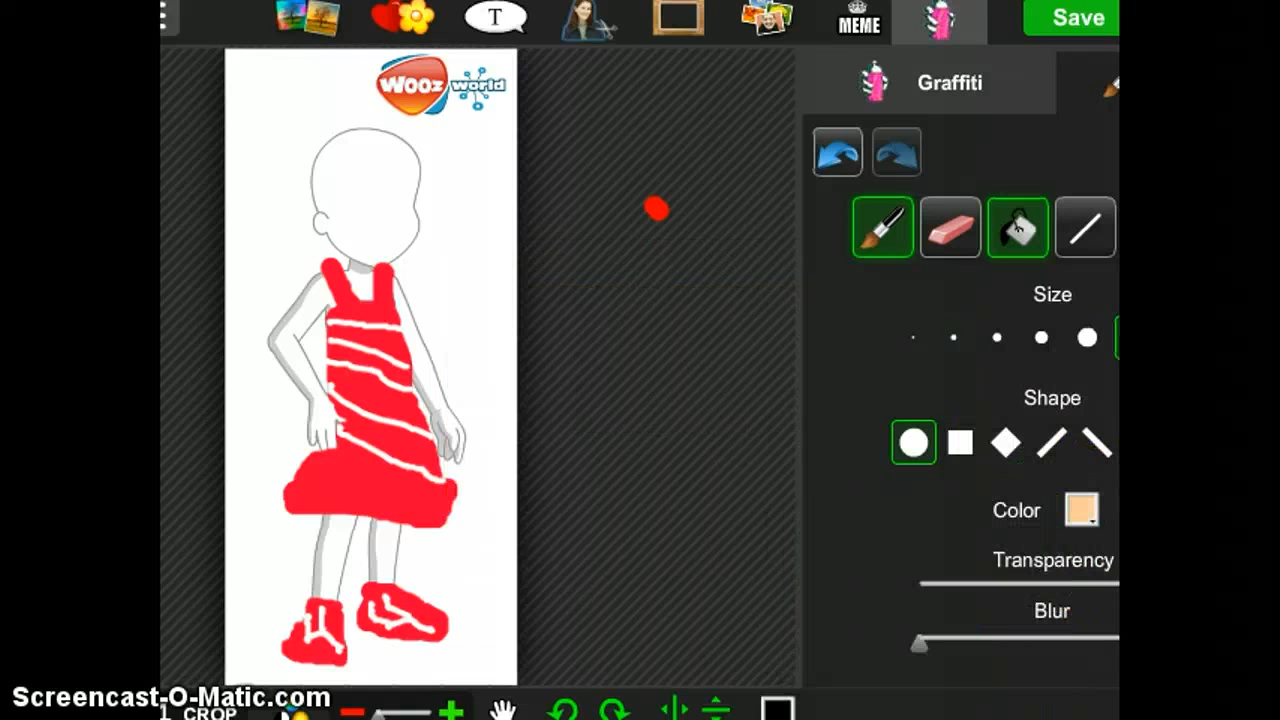 T
MEME
Save
Wooz world
Graffiti
Size
Shape
Color
Transparency
Blur
CROP
Screencast-O-Matic.com